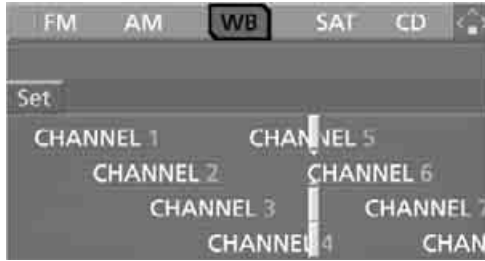 FM AM WB SAT CD
Set
CHANNEL 1 CHANNEL 5
CHANNEL 2 CHANNEL 6
CHANNEL 3 CHANNEL 7
CHANNEL 4 CHAN